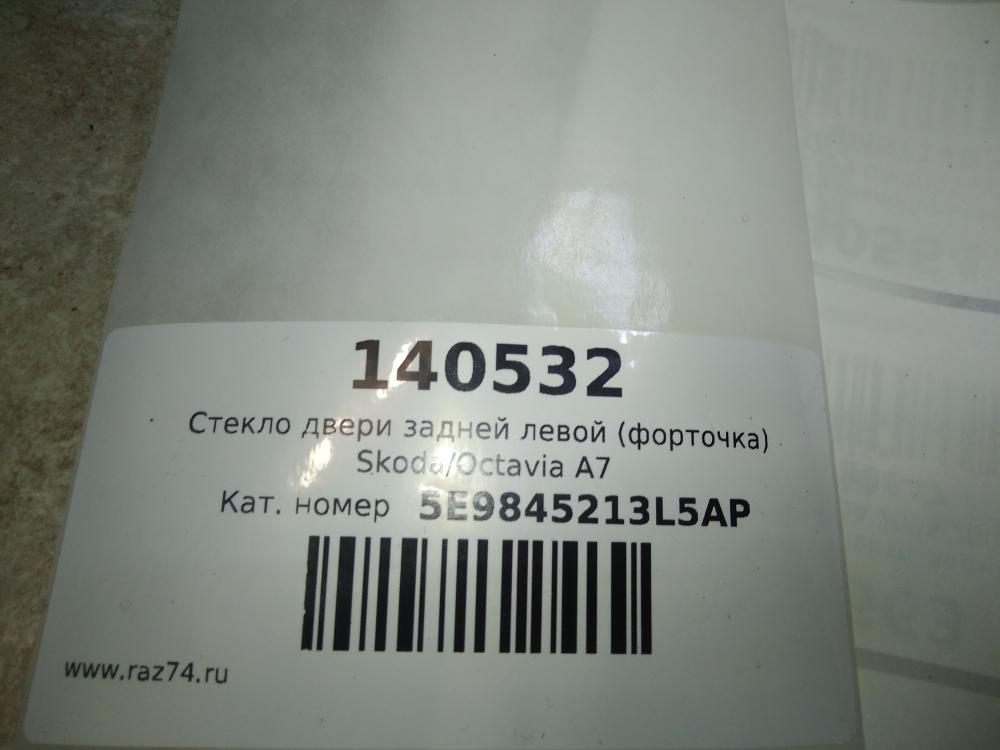 140532
Стекло двери задней левой (форточка)
Skoda/Octavia A7
Кат. номер 5E9845213L5AP
www.raz74.ru